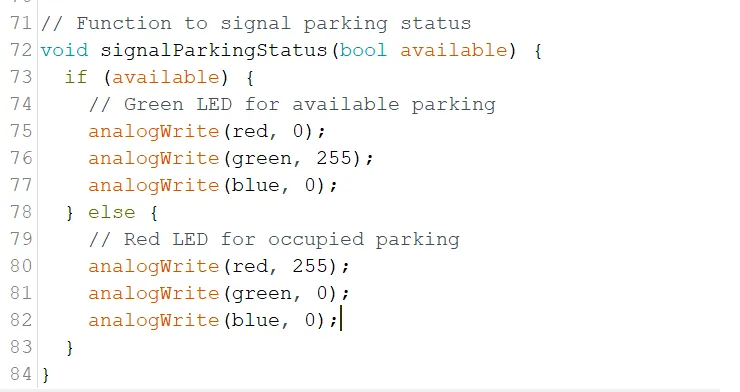 71 // Function to signal parking status
72 void signalParkingStatus(bool available) {
73   if (available) {
74     // Green LED for available parking
75     analogWrite(red, 0);
76     analogWrite(green, 255);
77     analogWrite(blue, 0);
78   } else {
79     // Red LED for occupied parking
80     analogWrite(red, 255);
81     analogWrite(green, 0);
82     analogWrite(blue, 0);
83   }
84 }